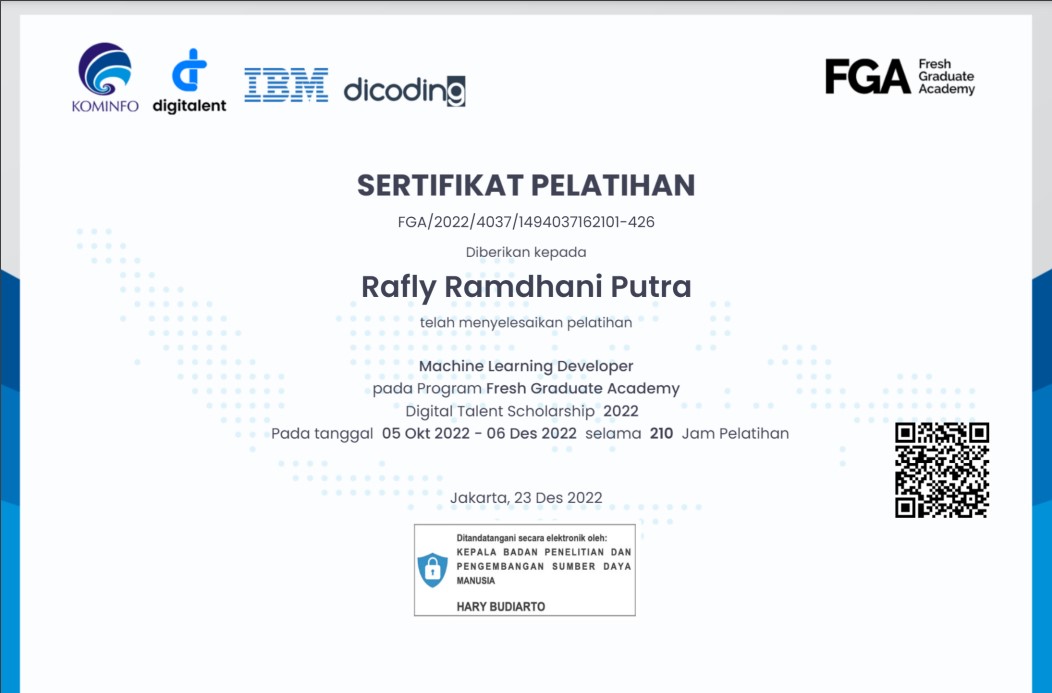 KOMINFO
digitalent
IBM
dicoding
FGA
Fresh
Graduate
Academy
SERTIFIKAT PELATIHAN
FGA/2022/4037/1494037162101-426
Diberikan kepada
Rafly Ramdhani Putra
telah menyelesaikan pelatihan
Machine Learning Developer
pada Program Fresh Graduate Academy
Digital Talent Scholarship 2022
Pada tanggal 05 Okt 2022 - 06 Des 2022 selama 210 Jam Pelatihan
Jakarta, 23 Des 2022
Ditandatangani secara elektronik oleh:
KEPALA BADAN PENELITIAN DAN
PENGEMBANGAN SUMBER DAYA
MANUSIA
HARY BUDIARTO